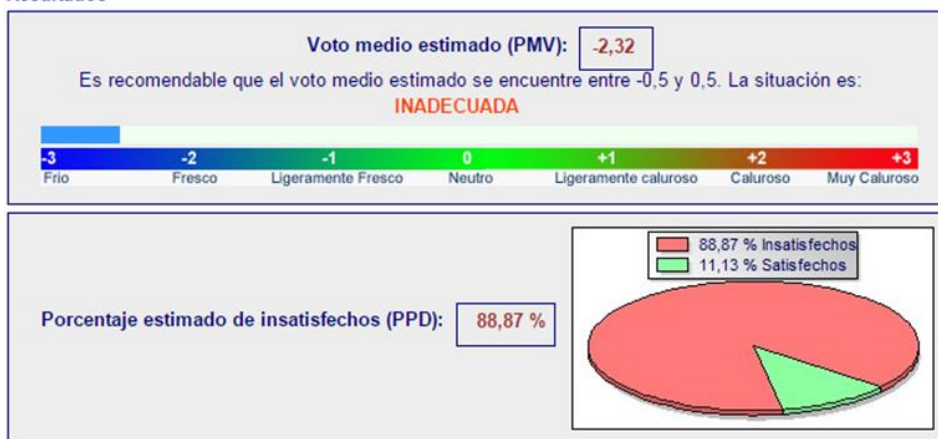 Voto medio estimado (PMV): -2,32
Es recomendable que el voto medio estimado se encuentre entre -0,5 y 0,5. La situación es:
INADECUADA
-3 -2 -1 0 +1 +2 +3
Frio Fresco Ligeramente Fresco Neutro Ligeramente caluroso Caluroso Muy Caluroso
88,87 % Insatisfechos
11,13 % Satisfechos
Porcentaje estimado de insatisfechos (PPD): 88,87 %